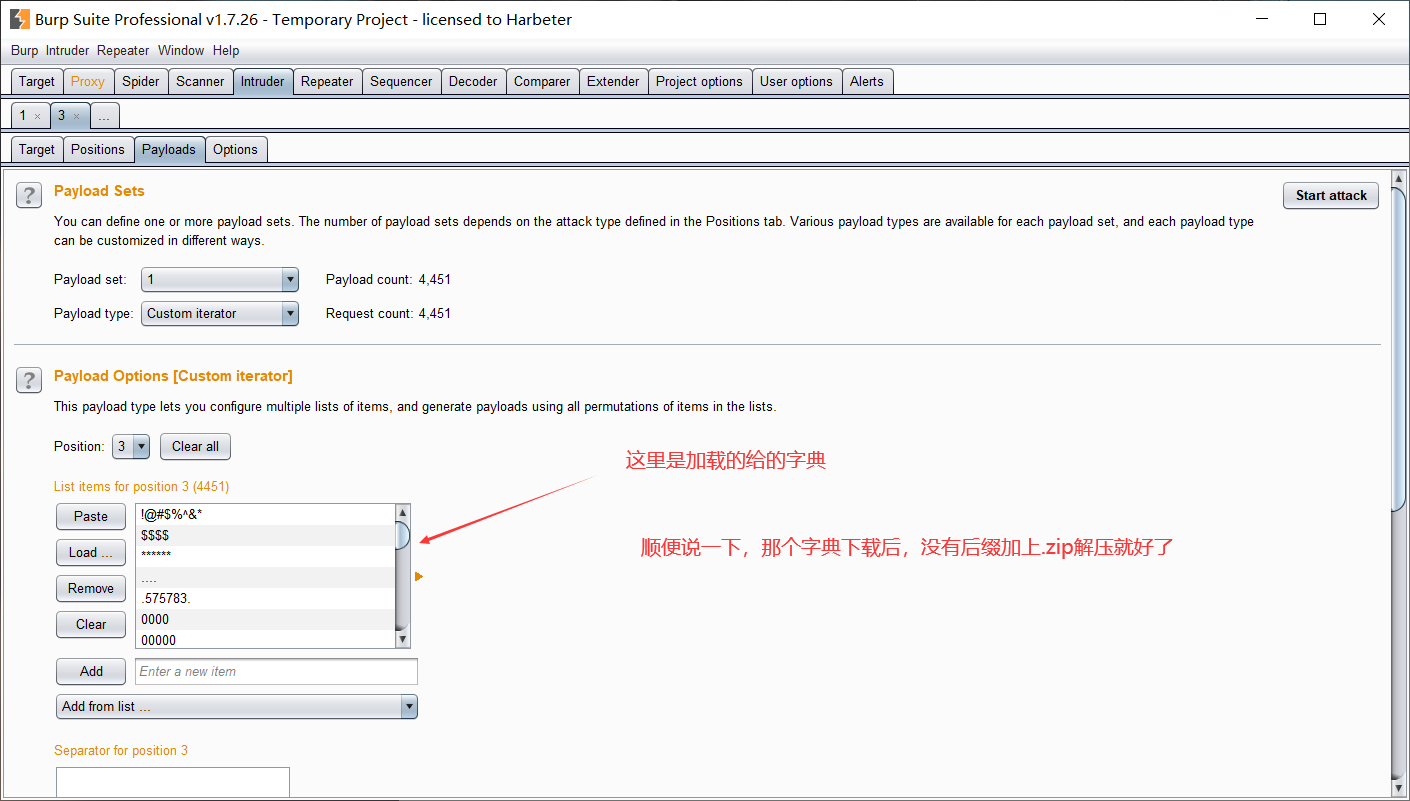 Burp Suite Professional v1.7.26 - Temporary Project - licensed to Harbeter
Burp Intruder Repeater Window Help
Target Proxy Spider Scanner Intruder Repeater Sequencer Decoder Comparer Extender Project options User options Alerts
1 × 3 × ...
Target Positions Payloads Options
? Payload Sets
Start attack
You can define one or more payload sets. The number of payload sets depends on the attack type defined in the Positions tab. Various payload types are available for each payload set, and each payload type
can be customized in different ways.
Payload set: 1 Payload count: 4,451
Payload type: Custom iterator Request count: 4,451
? Payload Options [Custom iterator]
This payload type lets you configure multiple lists of items, and generate payloads using all permutations of items in the lists.
Position: 3 Clear all
这里是加载的给的字典
List items for position 3 (4451)
Paste !@#$%^&*
$$$$
Load ... ******
顺便说一下，那个字典下载后，没有后缀加上.zip解压就好了
....
Remove .575783.
0000
Clear 00000
Add Enter a new item
Add from list ...
Separator for position 3